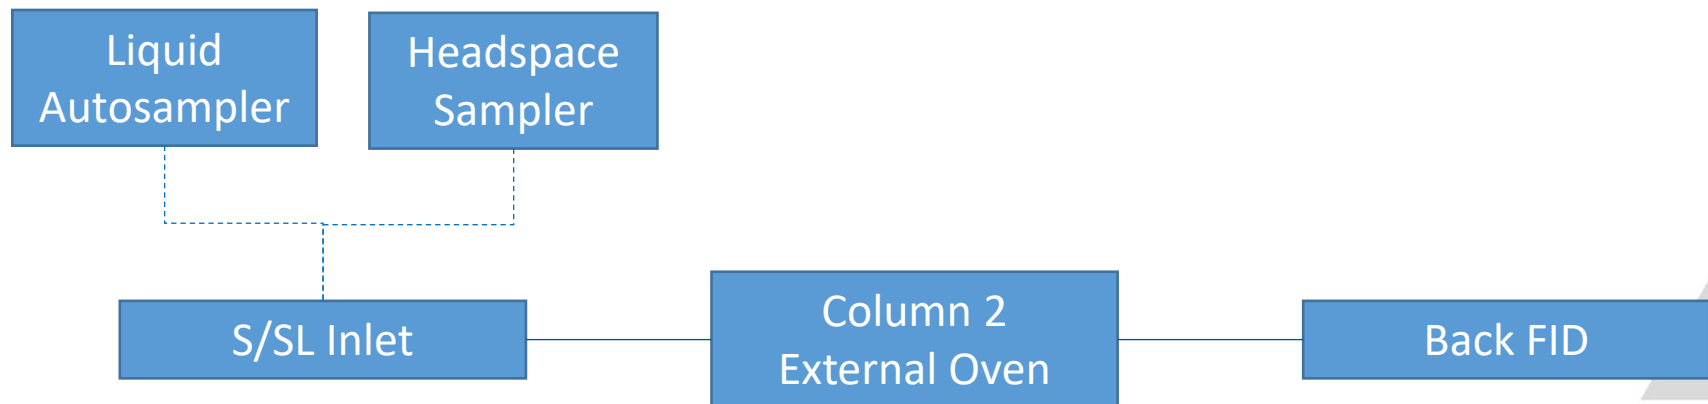 Liquid
Autosampler
Headspace
Sampler
S/SL Inlet
Column 2
External Oven
Back FID